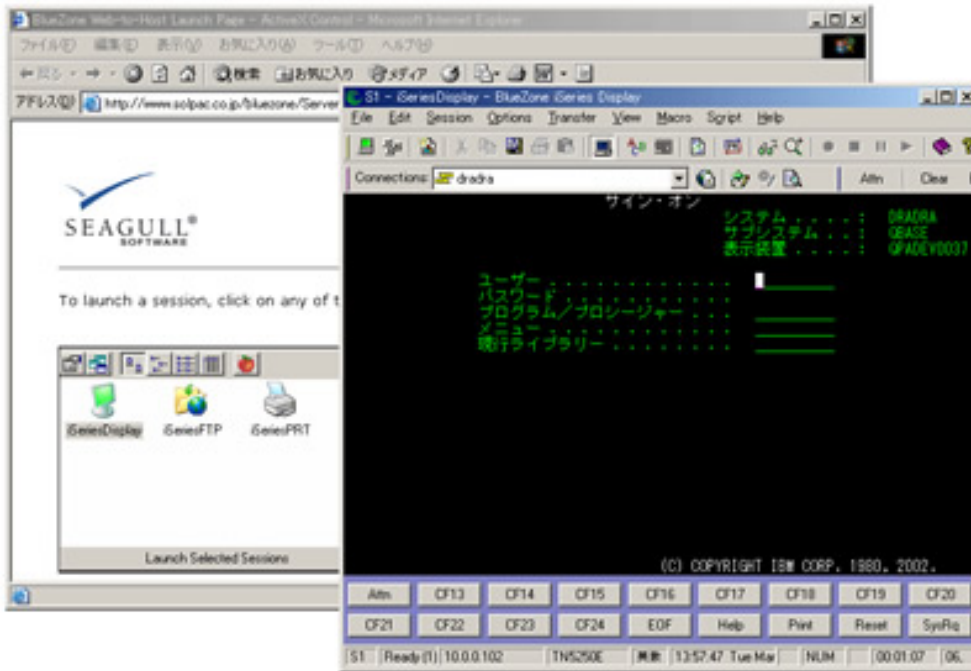 BlueZone Web-to-Host Launch Page - ActiveX Control - Microsoft Internet Explorer
ファイル(F) 編集(E) 表示(V) お気に入り(A) ツール(T) ヘルプ(H)
戻る 検索 お気に入り メディア
アドレス(D) http://www.solpac.co.jp/bluezone/Server
SEAGULL®
SOFTWARE
To launch a session, click on any of t
iSeriesDisplay iSeriesFTP iSeriesPRT
Launch Selected Sessions
S1 - iSeriesDisplay - BlueZone iSeries Display
File Edit Session Options Transfer View Macro Script Help
Connections: dradra Attn Clear
サイン・オン
システム . . . . : DRADRA
サブシステム . . : QBASE
表示装置 . . . . : QPADEV0037
ユーザー . . . . . . . . . . . . .
パスワード . . . . . . . . . . . .
プログラム/プロシージャー . . .
メニュー . . . . . . . . . . . . .
現行ライブラリー . . . . . . . . .
(C) COPYRIGHT IBM CORP. 1980, 2002.
Attn CF13 CF14 CF15 CF16 CF17 CF18 CF19 CF20
CF21 CF22 CF23 CF24 EOF Help Print Reset SysRq
S1 Ready (1) 10.0.0.102 TN5250E 13:57:47 Tue Mar NUM 00:01:07 06,